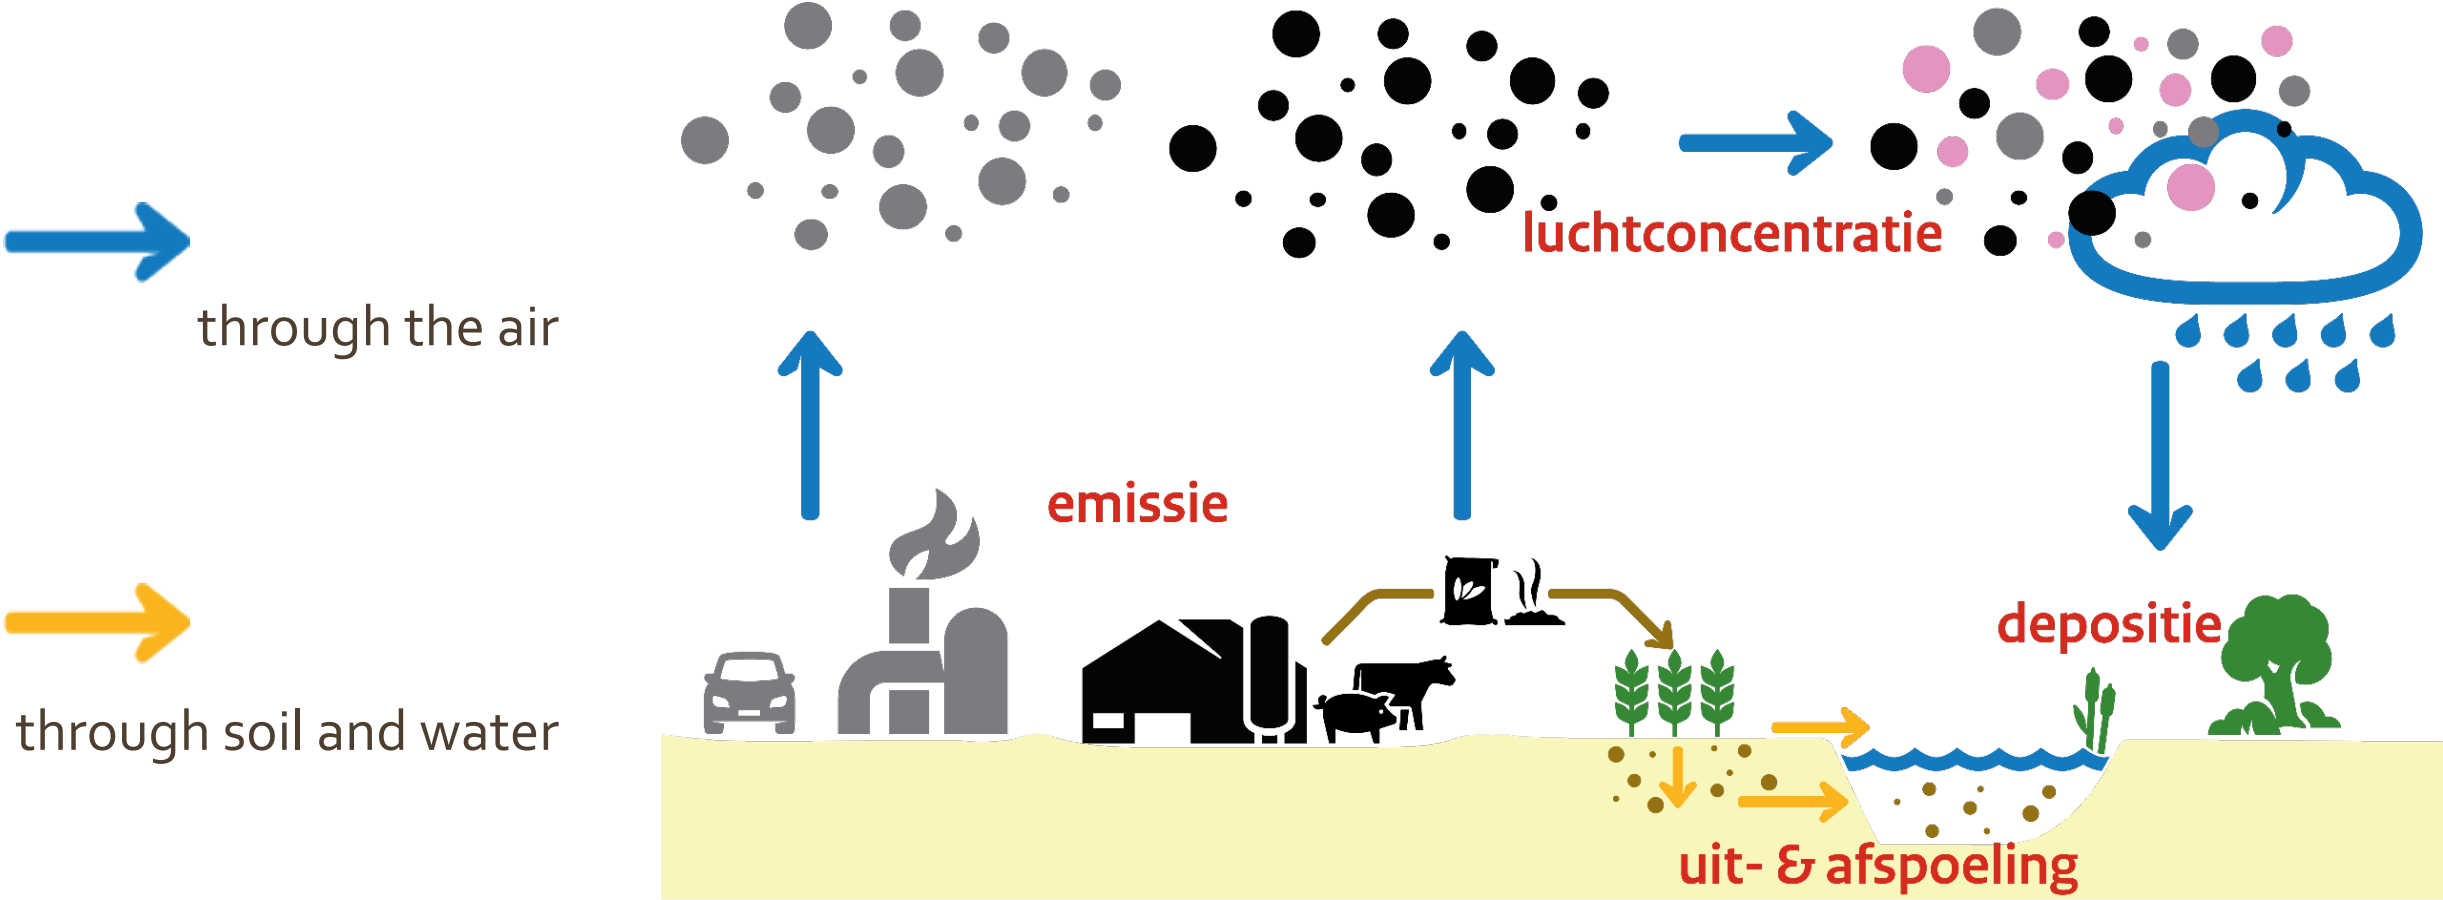 luchtconcentratie
through the air
emissie
depositie
through soil and water
uit- & afspoeling